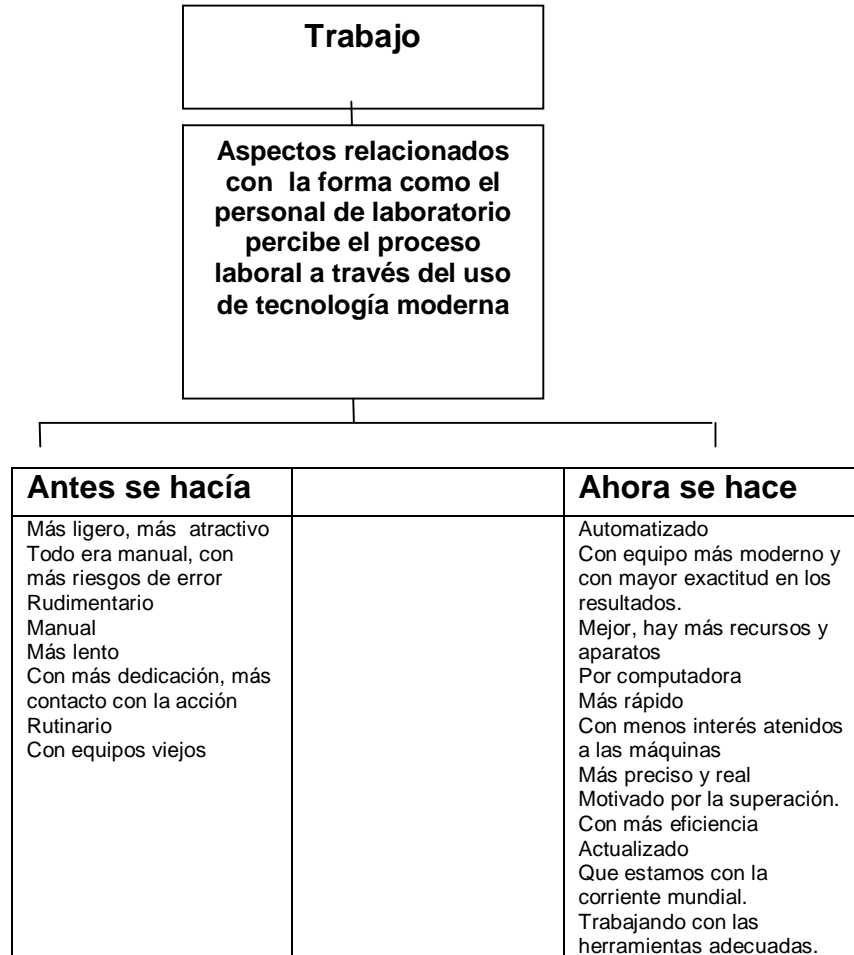 Trabajo
Aspectos relacionados
con la forma como el
personal de laboratorio
percibe el proceso
laboral a través del uso
de tecnología moderna
Antes se hacía
Más ligero, más atractivo
Todo era manual, con
más riesgos de error
Rudimentario
Manual
Más lento
Con más dedicación, más
contacto con la acción
Rutinario
Con equipos viejos
Ahora se hace
Automatizado
Con equipo más moderno y
con mayor exactitud en los
resultados.
Mejor, hay más recursos y
aparatos
Por computadora
Más rápido
Con menos interés atenidos
a las máquinas
Más preciso y real
Motivado por la superación.
Con más eficiencia
Actualizado
Que estamos con la
corriente mundial.
Trabajando con las
herramientas adecuadas.